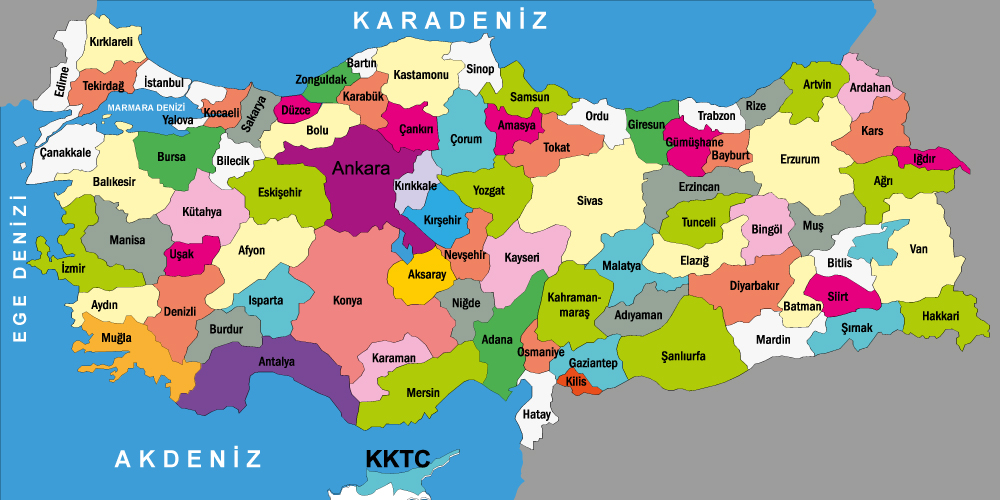 KARADENİZ
Kırklareli
Edirne
Tekirdağ
İstanbul
MARMARA DENİZİ
Yalova
Kocaeli
Sakarya
Düzce
Zonguldak
Bartın
Karabük
Kastamonu
Sinop
Bolu
Çankırı
Çorum
Samsun
Amasya
Tokat
Ordu
Giresun
Trabzon
Gümüşhane
Bayburt
Rize
Artvin
Ardahan
Kars
Iğdır
Çanakkale
Balıkesir
Bursa
Bilecik
Eskişehir
Ankara
Kırıkkale
Yozgat
Kırşehir
Sivas
Erzincan
Erzurum
Ağrı
Kütahya
Manisa
İzmir
Uşak
Afyon
Nevşehir
Kayseri
Aksaray
Malatya
Tunceli
Elazığ
Bingöl
Muş
Bitlis
Van
EGE DENİZİ
Aydın
Denizli
Isparta
Burdur
Konya
Niğde
Kahraman-
maraş
Adıyaman
Diyarbakır
Batman
Siirt
Şırnak
Hakkari
Muğla
Antalya
Karaman
Mersin
Adana
Osmaniye
Gaziantep
Kilis
Şanlıurfa
Mardin
Hatay
AKDENİZ
KKTC